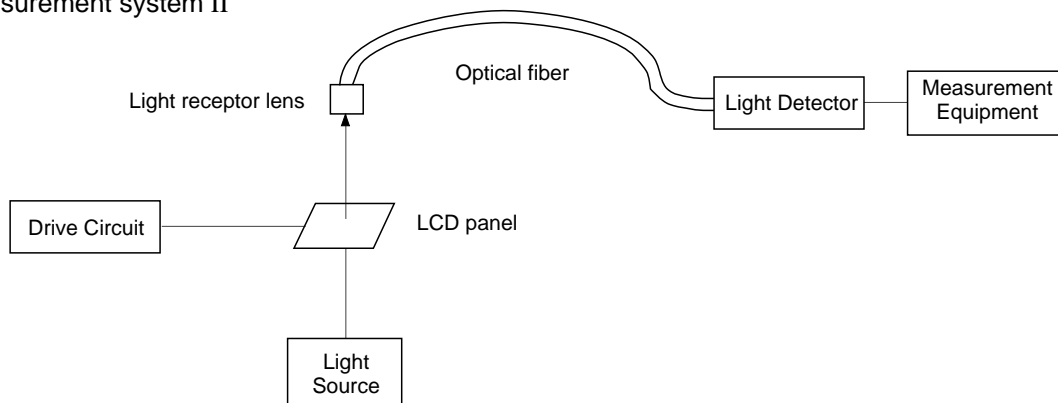 surement system II
Optical fiber
Light receptor lens
Light Detector
Measurement
Equipment
Drive Circuit
LCD panel
Light
Source